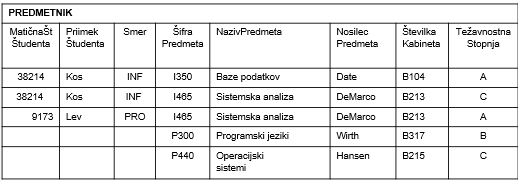 PREDMETNIK
MatičnaŠt Študenta Priimek Študenta Smer Šifra Predmeta NazivPredmeta Nosilec Predmeta Številka Kabineta Težavnostna Stopnja
38214 Kos INF I350 Baze podatkov Date B104 A
38214 Kos INF I465 Sistemska analiza DeMarco B213 C
9173 Lev PRO I465 Sistemska analiza DeMarco B213 A
P300 Programski jeziki Wirth B317 B
P440 Operacijski sistemi Hansen B215 C